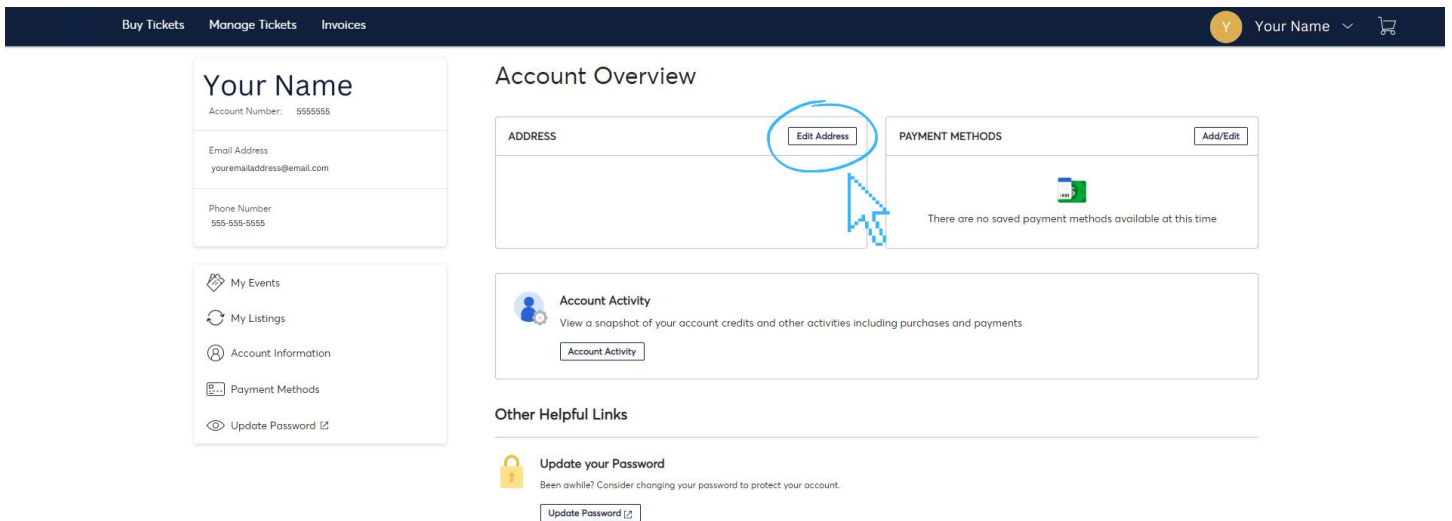 Buy Tickets Manage Tickets Invoices
Y Your Name
Your Name
Account Number: 5555555
Email Address
youremailaddress@email.com
Phone Number
555-555-5555
My Events
My Listings
Account Information
Payment Methods
Update Password
Account Overview
ADDRESS Edit Address
PAYMENT METHODS Add/Edit
There are no saved payment methods available at this time
Account Activity
View a snapshot of your account credits and other activities including purchases and payments
Account Activity
Other Helpful Links
Update your Password
Been awhile? Consider changing your password to protect your account.
Update Password